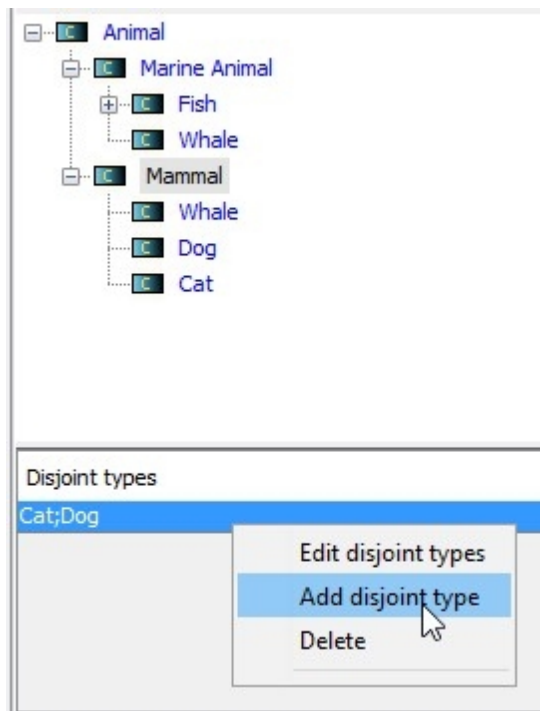 C Animal
C Marine Animal
C Fish
C Whale
C Mammal
C Whale
C Dog
C Cat
Disjoint types
Cat;Dog
Edit disjoint types
Add disjoint type
Delete